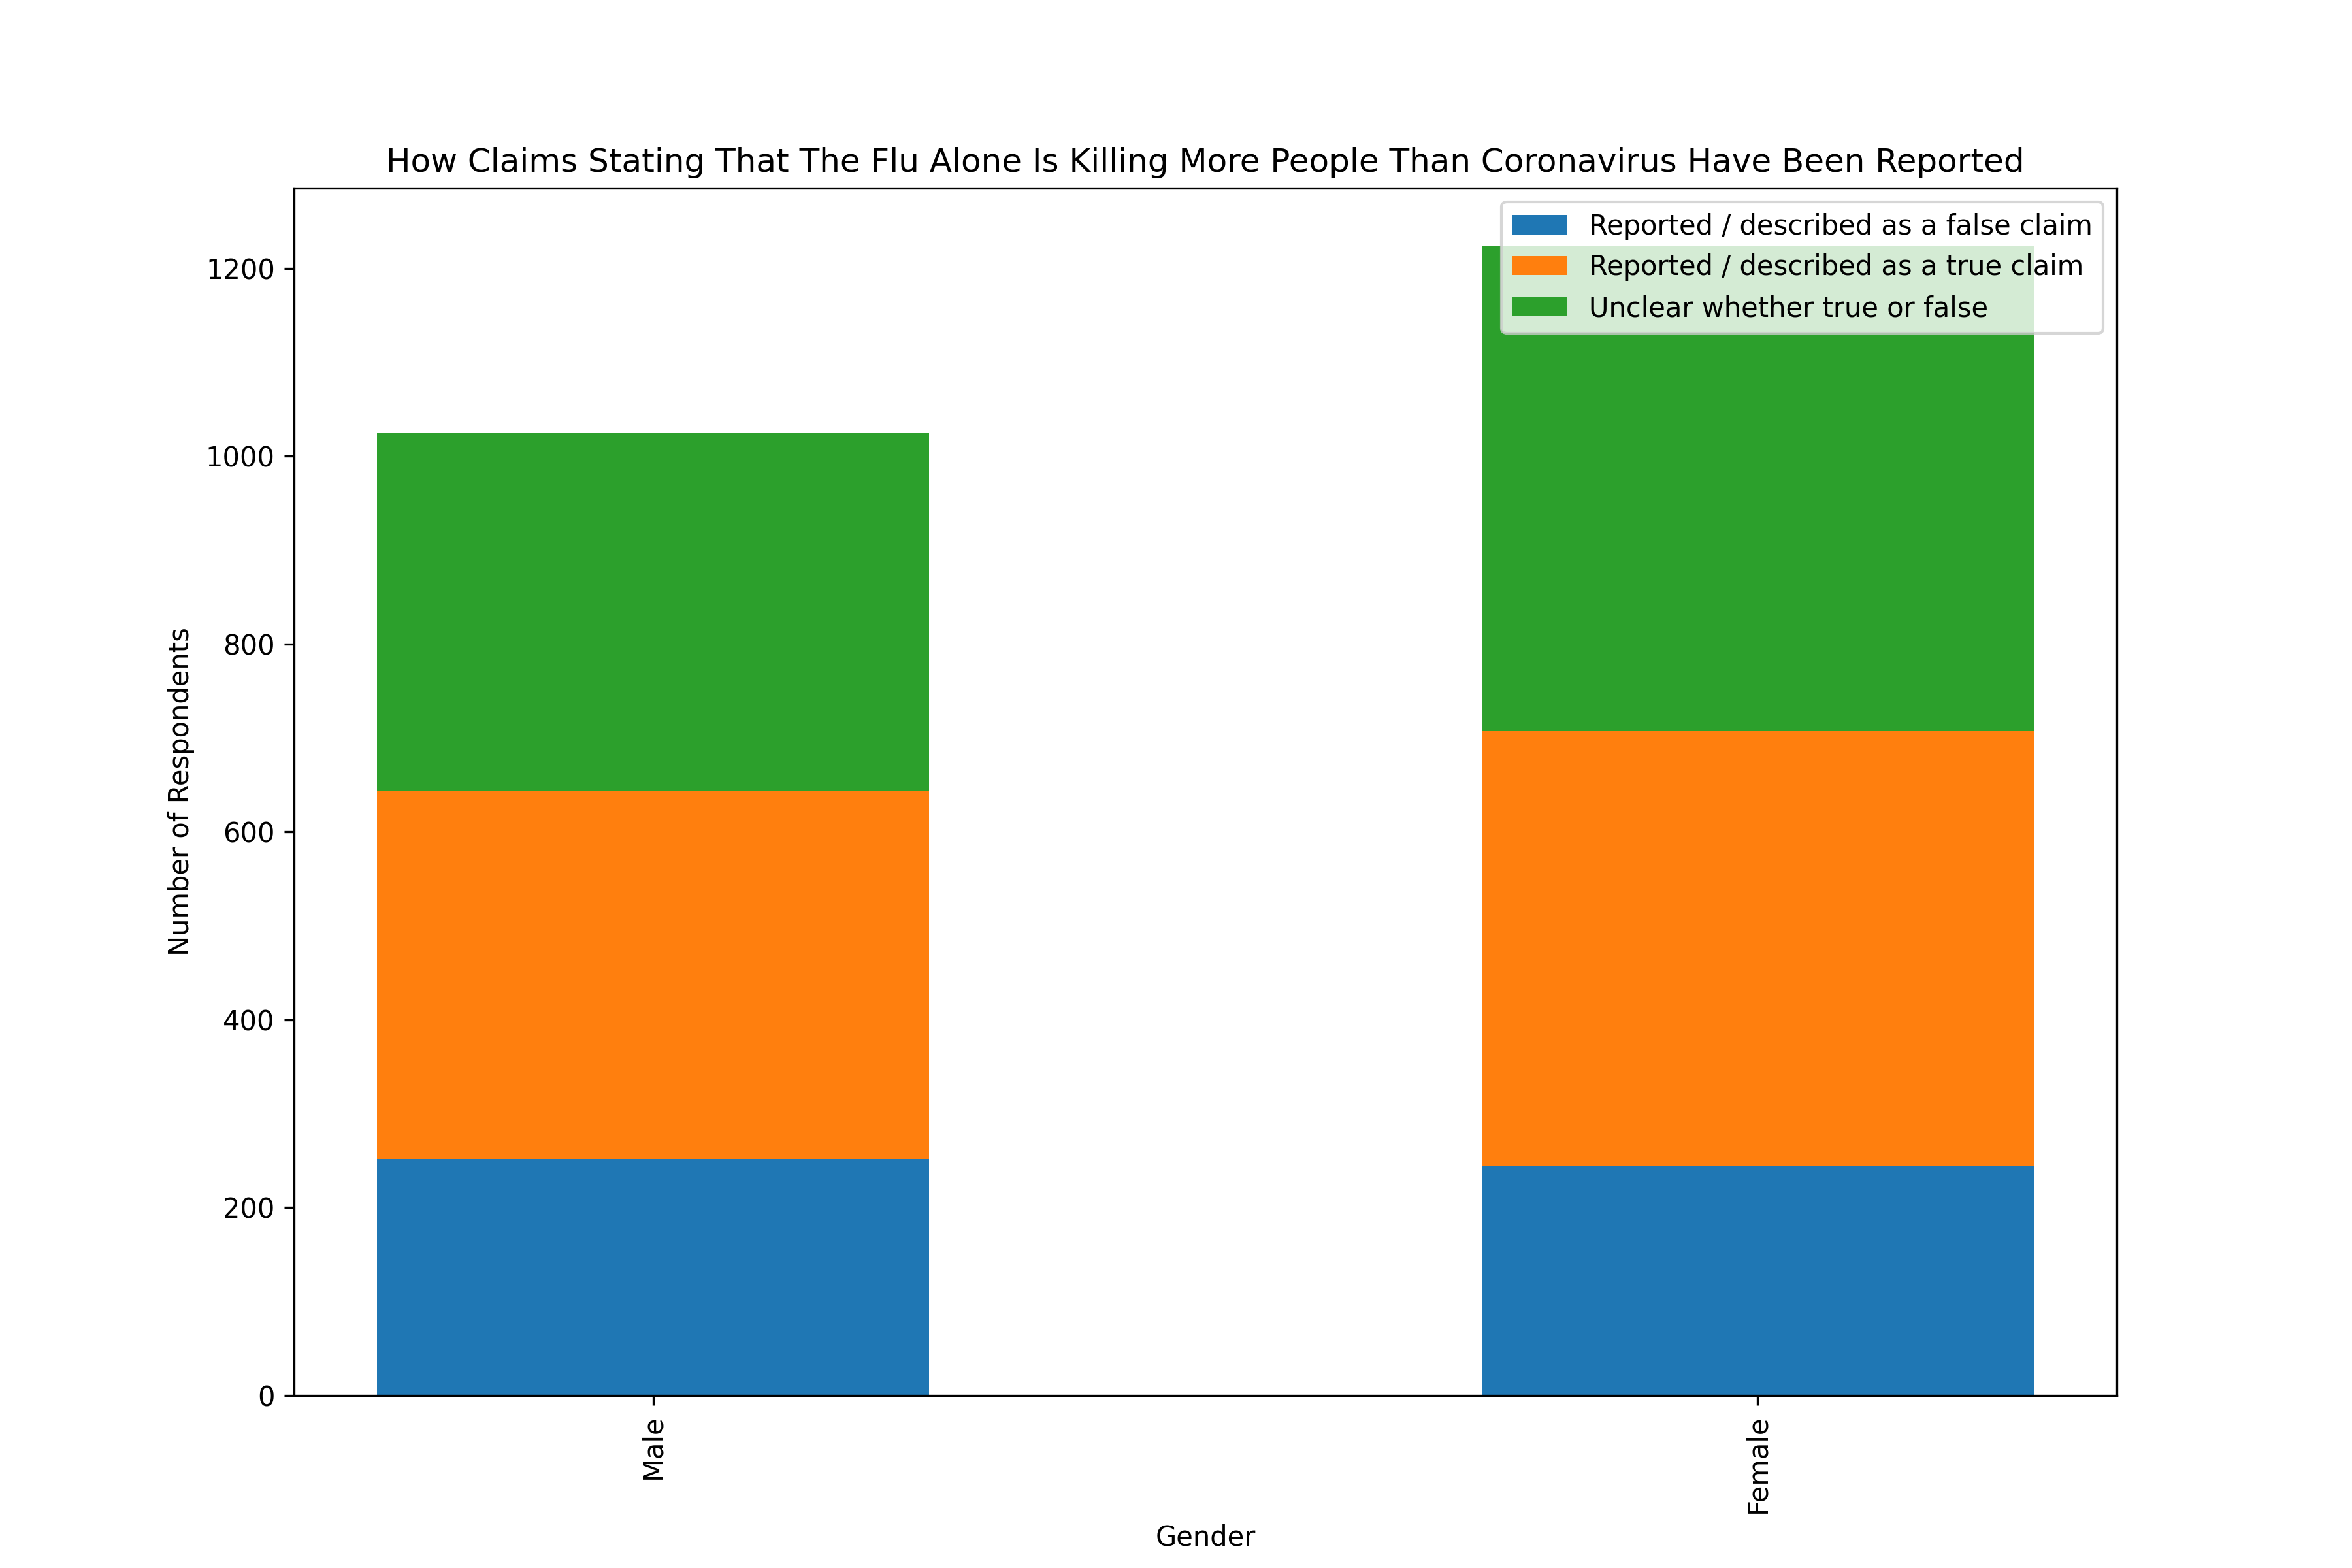 How Claims Stating That The Flu Alone Is Killing More People Than Coronavirus Have Been Reported
Reported / described as a false claim
Reported / described as a true claim
Unclear whether true or false
1200
1000
800
600
400
200
0
Number of Respondents
Male
Female
Gender